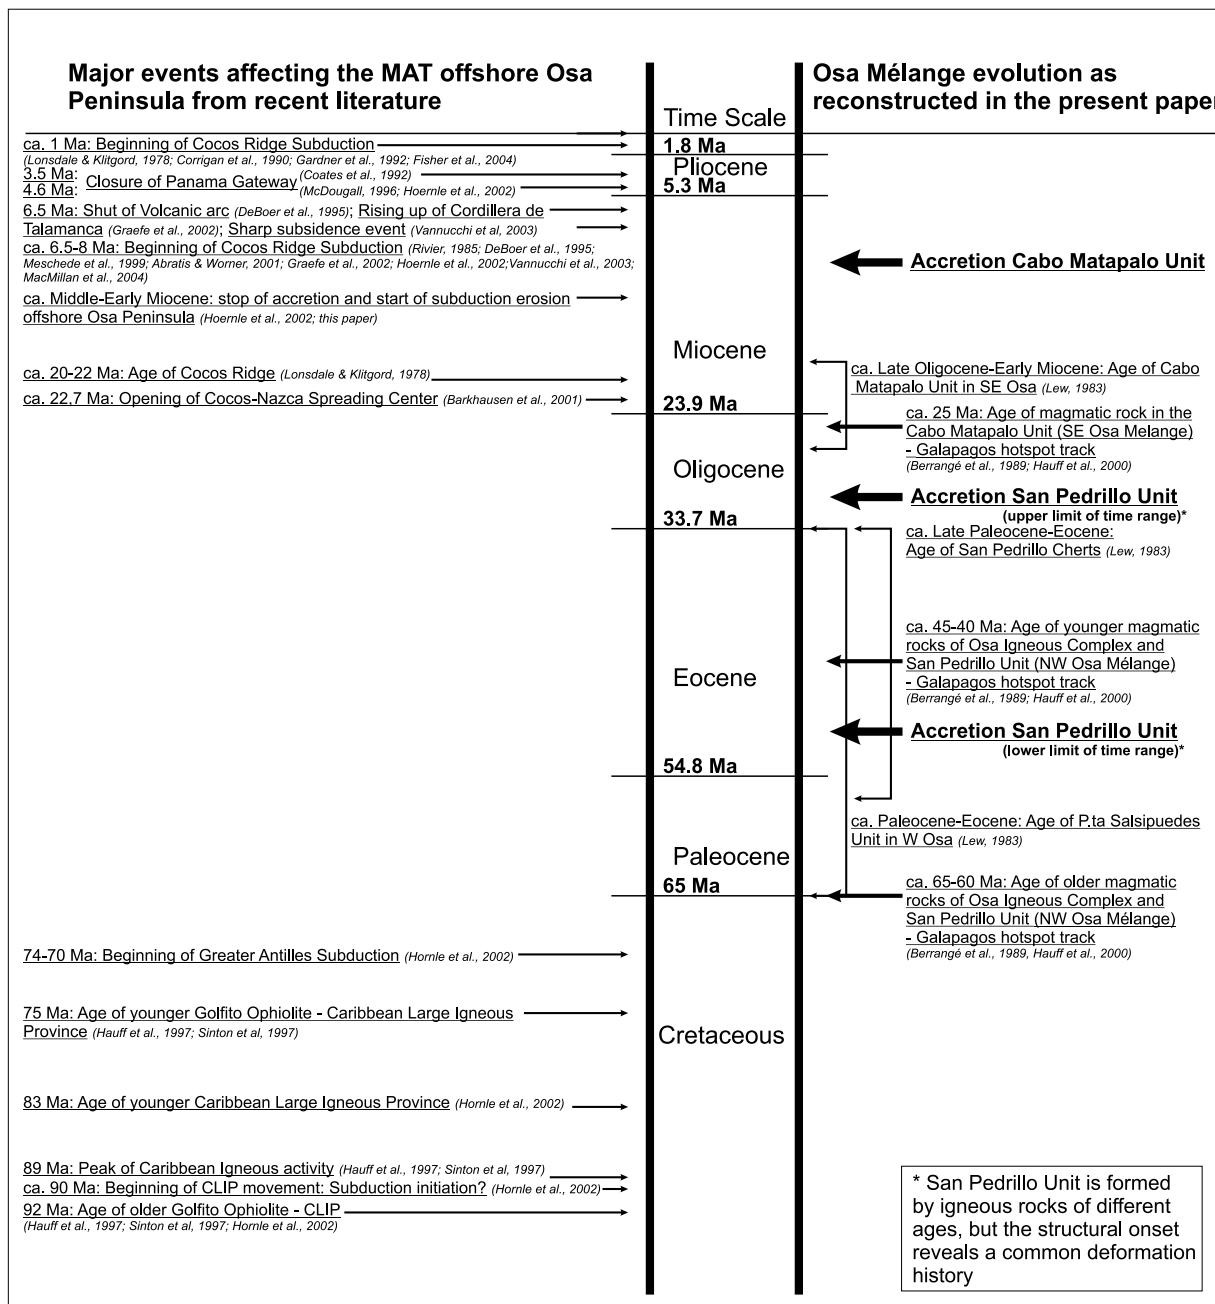 Major events affecting the MAT offshore Osa
Peninsula from recent literature
ca. 1 Ma: Beginning of Cocos Ridge Subduction
(Lonsdale & Klitgord, 1978; Corrigan et al., 1990; Gardner et al., 1992; Fisher et al., 2004)
3.5 Ma:
4.6 Ma:
Closure of Panama Gateway
(Coates et al., 1992)
(McDougall, 1996; Hoernle et al., 2002)
6.5 Ma: Shut of Volcanic arc (DeBoer et al., 1995); Rising up of Cordillera de
Talamanca (Graefe et al., 2002); Sharp subsidence event (Vannucchi et al, 2003)
ca. 6.5-8 Ma: Beginning of Cocos Ridge Subduction (Rivier, 1985; DeBoer et al., 1995;
Meschede et al., 1999; Abratis & Worner, 2001; Graefe et al., 2002; Hoernle et al., 2002;Vannucchi et al., 2003;
MacMillan et al., 2004)
ca. Middle-Early Miocene: stop of accretion and start of subduction erosion
offshore Osa Peninsula (Hoernle et al., 2002; this paper)
ca. 20-22 Ma: Age of Cocos Ridge (Lonsdale & Klitgord, 1978)
ca. 22,7 Ma: Opening of Cocos-Nazca Spreading Center (Barkhausen et al., 2001)
74-70 Ma: Beginning of Greater Antilles Subduction (Hornle et al., 2002)
75 Ma: Age of younger Golfito Ophiolite - Caribbean Large Igneous
Province (Hauff et al., 1997; Sinton et al, 1997)
83 Ma: Age of younger Caribbean Large Igneous Province (Hornle et al., 2002)
89 Ma: Peak of Caribbean Igneous activity (Hauff et al., 1997; Sinton et al, 1997)
ca. 90 Ma: Beginning of CLIP movement: Subduction initiation? (Hornle et al., 2002)
92 Ma: Age of older Golfito Ophiolite - CLIP
(Hauff et al., 1997; Sinton et al, 1997; Hornle et al., 2002)
Time Scale
1.8 Ma
Pliocene
5.3 Ma
Miocene
23.9 Ma
Oligocene
33.7 Ma
Eocene
54.8 Ma
Paleocene
65 Ma
Cretaceous
Osa Mélange evolution as
reconstructed in the present paper
Accretion Cabo Matapalo Unit
ca. Late Oligocene-Early Miocene: Age of Cabo
Matapalo Unit in SE Osa (Lew, 1983)
ca. 25 Ma: Age of magmatic rock in the
Cabo Matapalo Unit (SE Osa Melange)
- Galapagos hotspot track
(Berrangé et al., 1989; Hauff et al., 2000)
Accretion San Pedrillo Unit
(upper limit of time range)*
ca. Late Paleocene-Eocene:
Age of San Pedrillo Cherts (Lew, 1983)
ca. 45-40 Ma: Age of younger magmatic
rocks of Osa Igneous Complex and
San Pedrillo Unit (NW Osa Mélange)
- Galapagos hotspot track
(Berrangé et al., 1989; Hauff et al., 2000)
Accretion San Pedrillo Unit
(lower limit of time range)*
ca. Paleocene-Eocene: Age of P.ta Salsipuedes
Unit in W Osa (Lew, 1983)
ca. 65-60 Ma: Age of older magmatic
rocks of Osa Igneous Complex and
San Pedrillo Unit (NW Osa Mélange)
- Galapagos hotspot track
(Berrangé et al., 1989, Hauff et al., 2000)
* San Pedrillo Unit is formed
by igneous rocks of different
ages, but the structural onset
reveals a common deformation
history